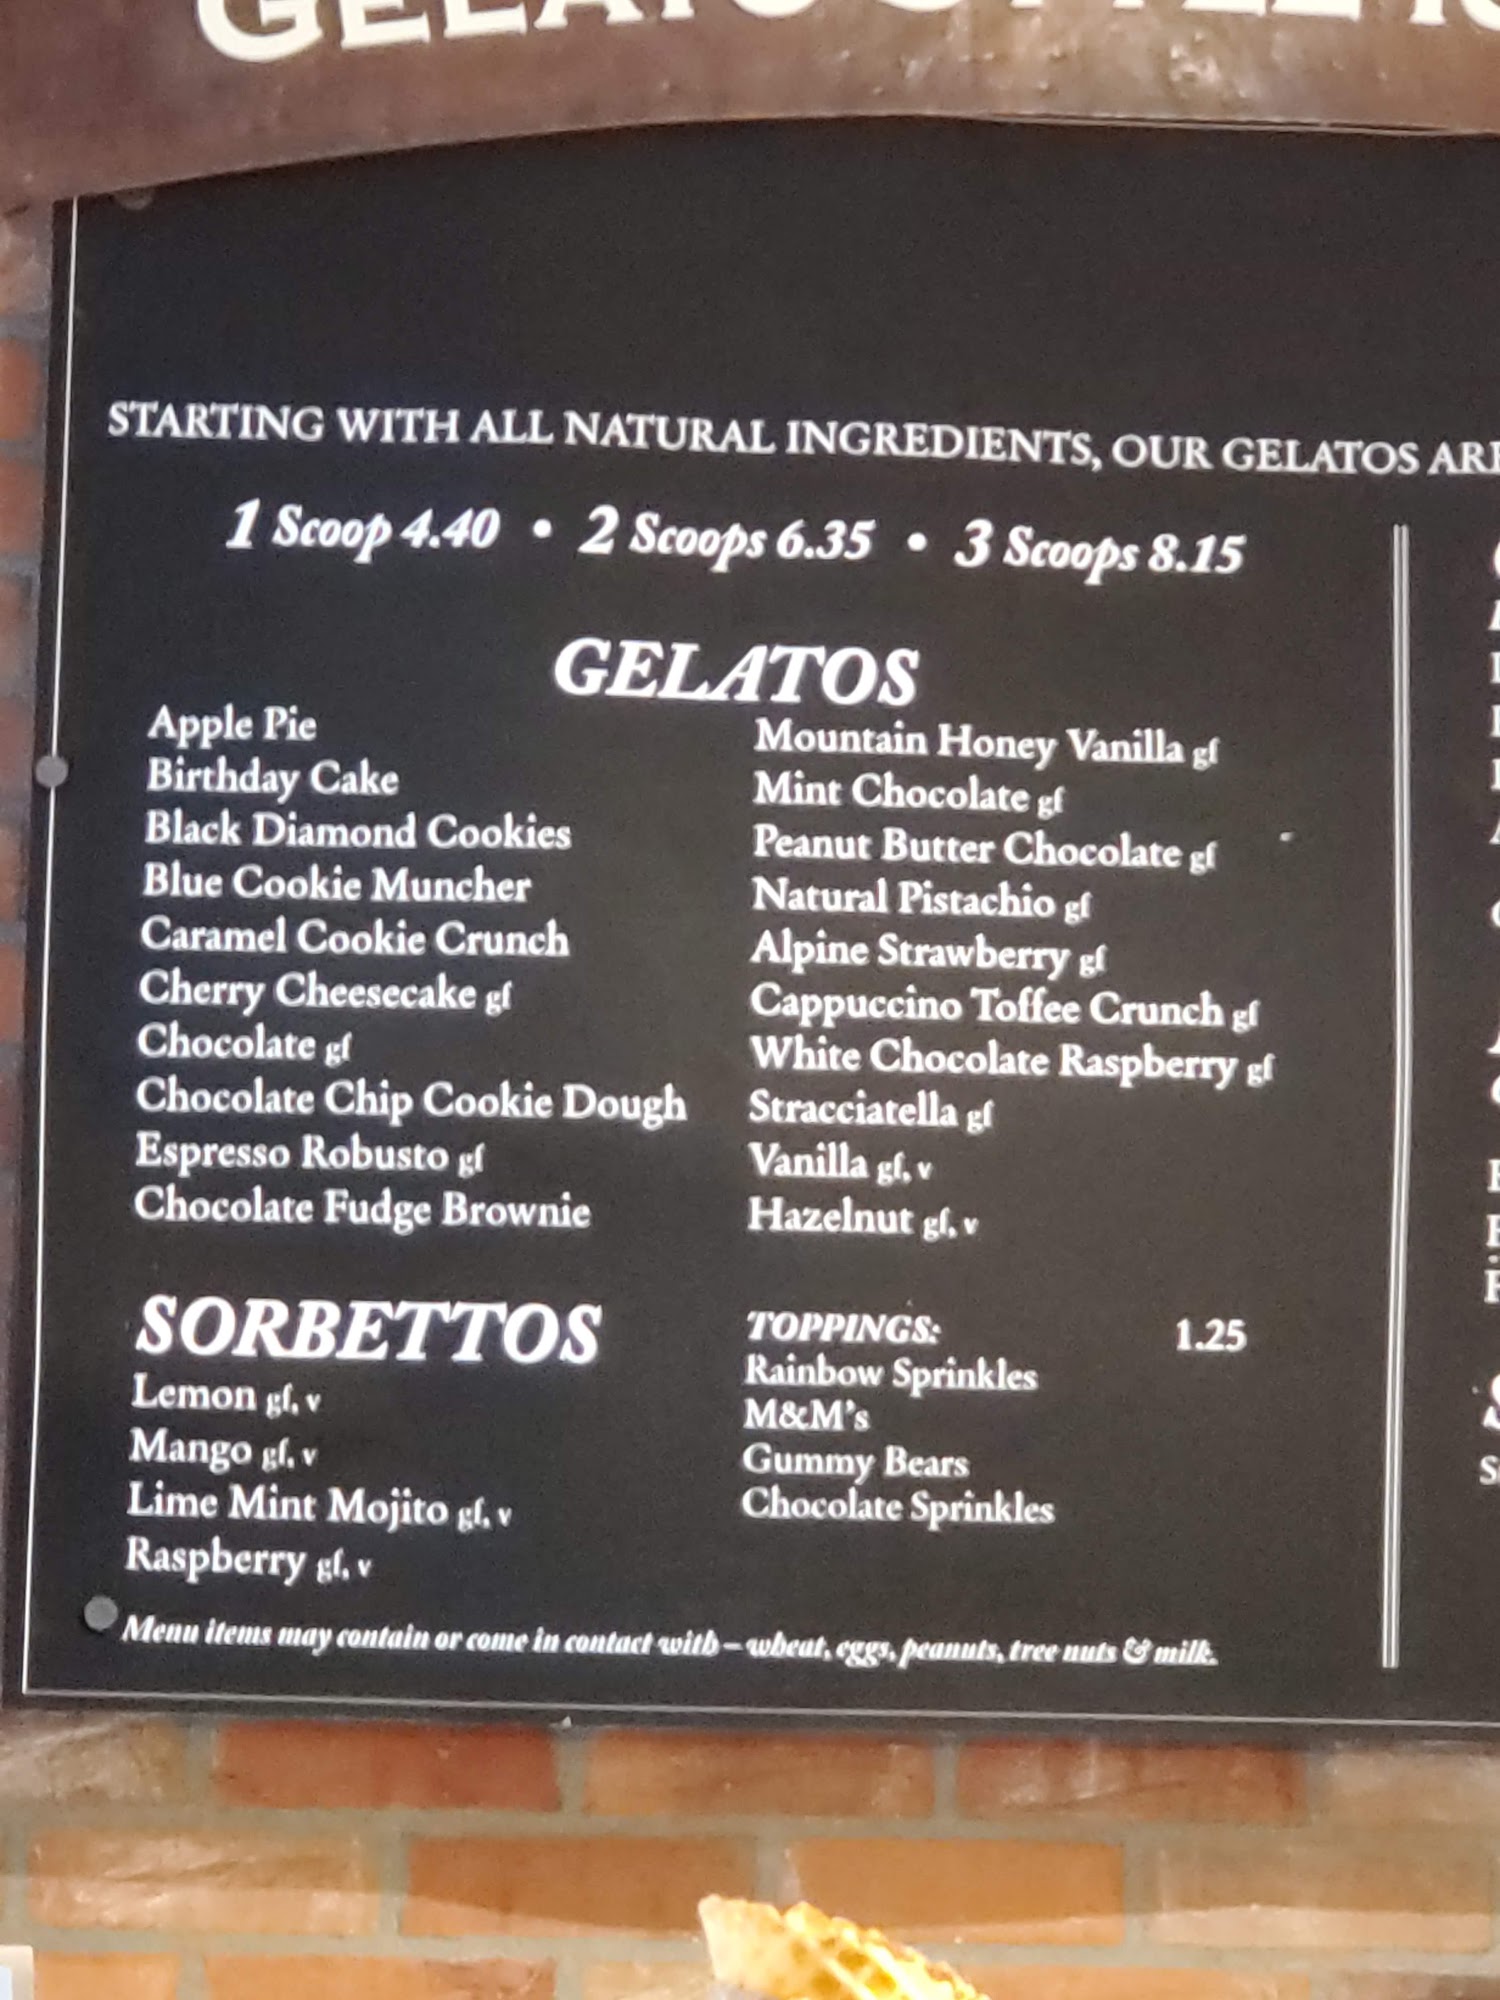 STARTING WITH ALL NATURAL INGREDIENTS, OUR GELATOS ARE
1 Scoop 4.40 • 2 Scoops 6.35 • 3 Scoops 8.15
GELATOS
Apple Pie
Birthday Cake
Black Diamond Cookies
Blue Cookie Muncher
Caramel Cookie Crunch
Cherry Cheesecake gf
Chocolate gf
Chocolate Chip Cookie Dough
Espresso Robusto gf
Chocolate Fudge Brownie
Mountain Honey Vanilla gf
Mint Chocolate gf
Peanut Butter Chocolate gf
Natural Pistachio gf
Alpine Strawberry gf
Cappuccino Toffee Crunch gf
White Chocolate Raspberry gf
Stracciatella gf
Vanilla gf, v
Hazelnut gf, v
SORBETTOS
Lemon gf, v
Mango gf, v
Lime Mint Mojito gf, v
Raspberry gf, v
TOPPINGS: 1.25
Rainbow Sprinkles
M&M's
Gummy Bears
Chocolate Sprinkles
Menu items may contain or come in contact with – wheat, eggs, peanuts, tree nuts & milk.